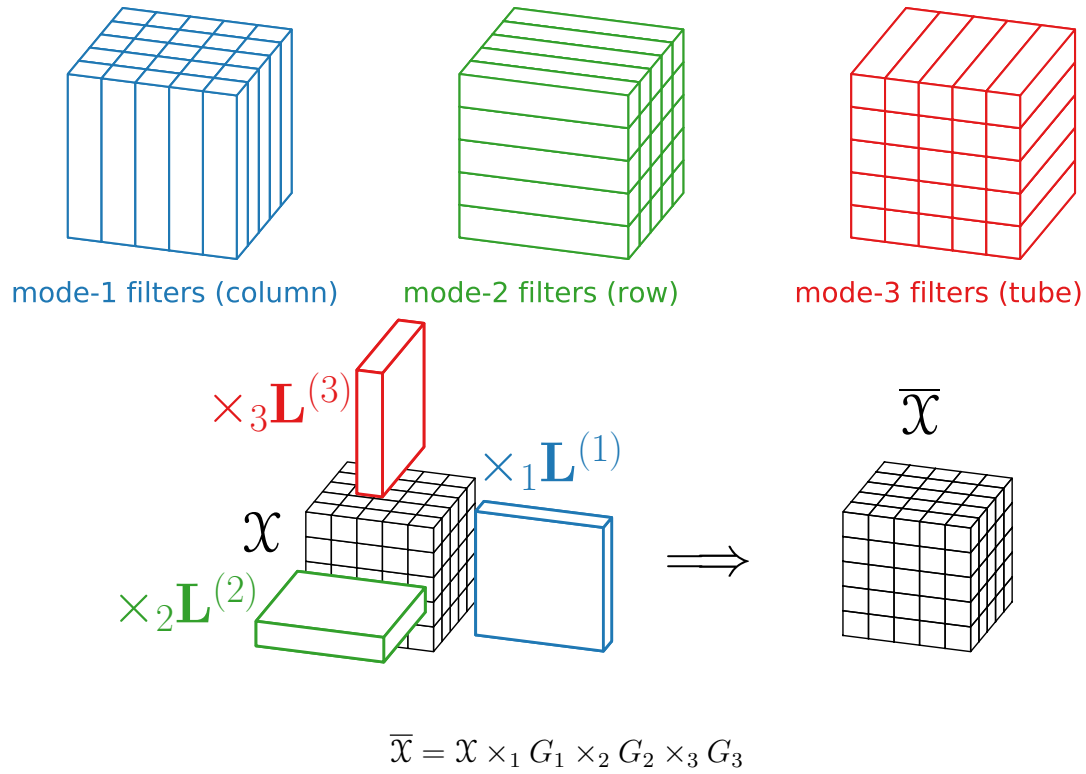 mode-1 filters (column)
mode-2 filters (row)
mode-3 filters (tube)
×₃L⁽³⁾
×₁L⁽¹⁾
𝒳
×₂L⁽²⁾
⟹
𝒳̅
𝒳̅ = 𝒳 ×₁ G₁ ×₂ G₂ ×₃ G₃